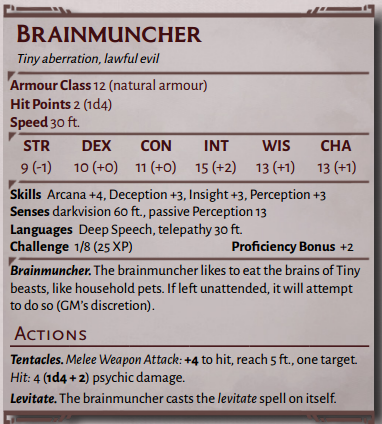 BRAINMUNCHER
Tiny aberration, lawful evil
Armour Class 12 (natural armour)
Hit Points 2 (1d4)
Speed 30 ft.
STR DEX CON INT WIS CHA
9 (-1) 10 (+0) 11 (+0) 15 (+2) 13 (+1) 13 (+1)
Skills Arcana +4, Deception +3, Insight +3, Perception +3
Senses darkvision 60 ft., passive Perception 13
Languages Deep Speech, telepathy 30 ft.
Challenge 1/8 (25 XP) Proficiency Bonus +2
Brainmuncher. The brainmuncher likes to eat the brains of Tiny
beasts, like household pets. If left unattended, it will attempt
to do so (GM's discretion).
ACTIONS
Tentacles. Melee Weapon Attack: +4 to hit, reach 5 ft., one target.
Hit: 4 (1d4 + 2) psychic damage.
Levitate. The brainmuncher casts the levitate spell on itself.